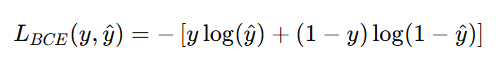 L_{BCE}(y, ŷ) = − [y log(ŷ) + (1 − y) log(1 − ŷ)]